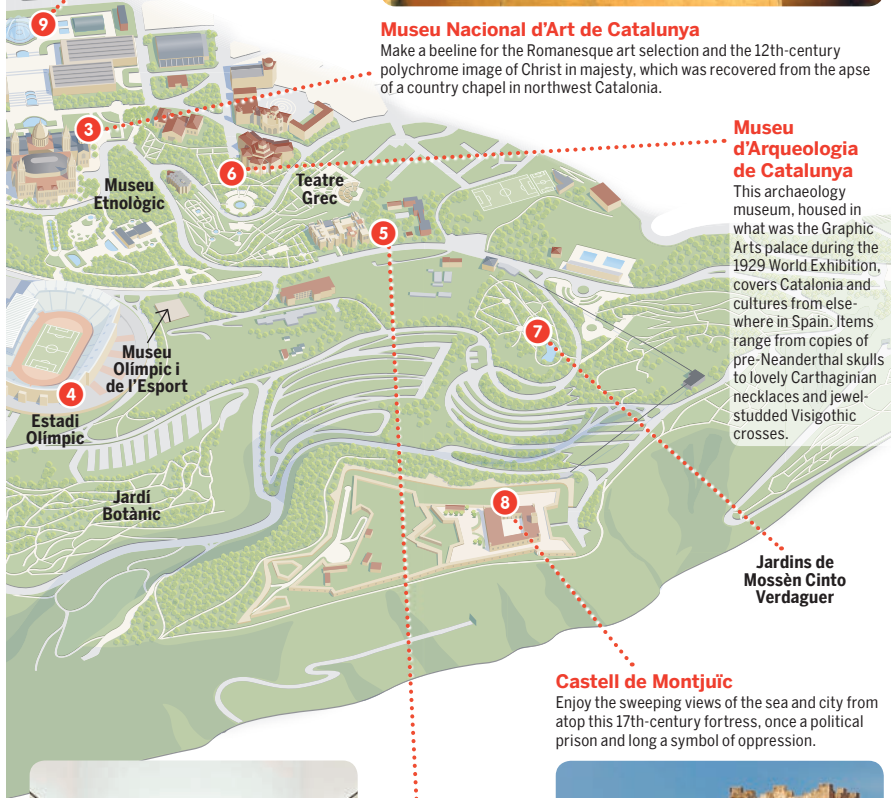 9
Museu Nacional d'Art de Catalunya
Make a beeline for the Romanesque art selection and the 12th-century
polychrome image of Christ in majesty, which was recovered from the apse
of a country chapel in northwest Catalonia.
3
Museu
d'Arqueologia
de Catalunya
This archaeology
museum, housed in
what was the Graphic
Arts palace during the
1929 World Exhibition,
covers Catalonia and
cultures from else-
where in Spain. Items
range from copies of
pre-Neanderthal skulls
to lovely Carthaginian
necklaces and jewel-
studded Visigothic
crosses.
6
Museu
Etnològic
Teatre
Grec
5
7
Museu
Olímpic i
de l'Esport
4
Estadi
Olímpic
Jardí
Botànic
8
Jardins de
Mossèn Cinto
Verdaguer
Castell de Montjuïc
Enjoy the sweeping views of the sea and city from
atop this 17th-century fortress, once a political
prison and long a symbol of oppression.